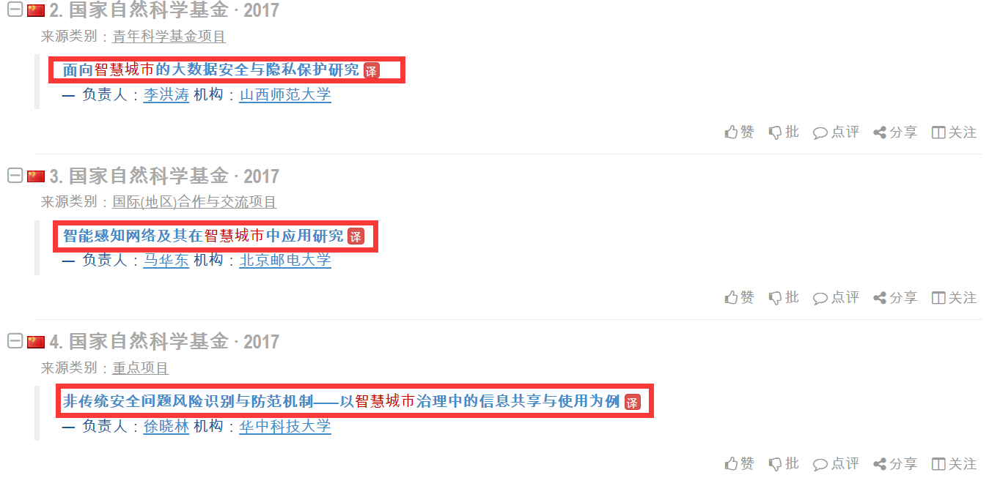 2. 国家自然科学基金 · 2017
来源类别：青年科学基金项目
面向智慧城市的大数据安全与隐私保护研究 译
— 负责人：李洪涛 机构：山西师范大学
赞 批 点评 分享 关注
3. 国家自然科学基金 · 2017
来源类别：国际(地区)合作与交流项目
智能感知网络及其在智慧城市中应用研究 译
— 负责人：马华东 机构：北京邮电大学
赞 批 点评 分享 关注
4. 国家自然科学基金 · 2017
来源类别：重点项目
非传统安全问题风险识别与防范机制——以智慧城市治理中的信息共享与使用为例 译
— 负责人：徐晓林 机构：华中科技大学
赞 批 点评 分享 关注